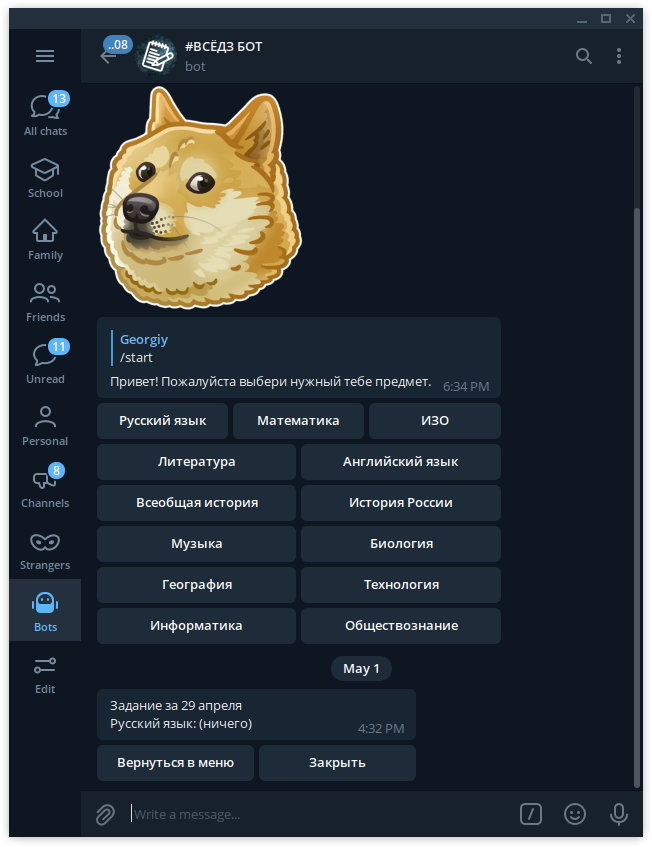 ..08
#ВСЁДЗ БОТ
bot
13
All chats
School
Family
Friends
11
Unread
Personal
8
Channels
Strangers
Bots
Edit
Georgiy
/start
Привет! Пожалуйста выбери нужный тебе предмет.
6:34 PM
Русский язык
Математика
ИЗО
Литература
Английский язык
Всеобщая история
История России
Музыка
Биология
География
Технология
Информатика
Обществознание
May 1
Задание за 29 апреля
Русский язык: (ничего)
4:32 PM
Вернуться в меню
Закрыть
Write a message...